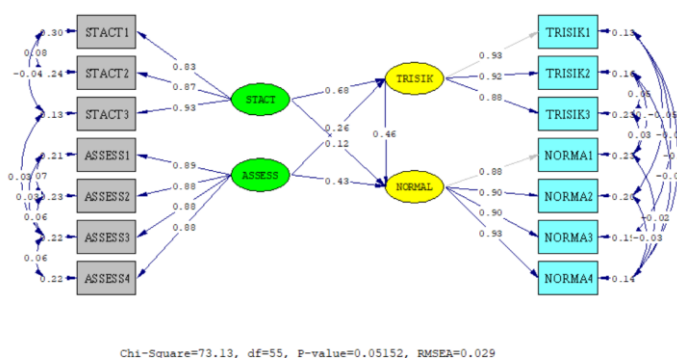 0.30
STACT1
0.08
-0.04
0.24
STACT2
0.13
STACT3
0.21
ASSESS1
0.07
0.03
0.23
ASSESS2
0.06
0.22
ASSESS3
0.06
0.22
ASSESS4
0.83
0.87
0.93
0.89
0.88
0.88
0.88
STACT
ASSESS
0.68
0.26
0.12
0.43
TRISIK
0.46
NORMAL
0.93
0.92
0.88
0.88
0.90
0.90
0.93
TRISIK1
0.13
TRISIK2
0.16
0.05
TRISIK3
0.23
0.03
NORMA1
0.23
NORMA2
0.20
-0.02
NORMA3
-0.03
NORMA4
0.14
Chi-Square=73.13, df=55, P-value=0.05152, RMSEA=0.029